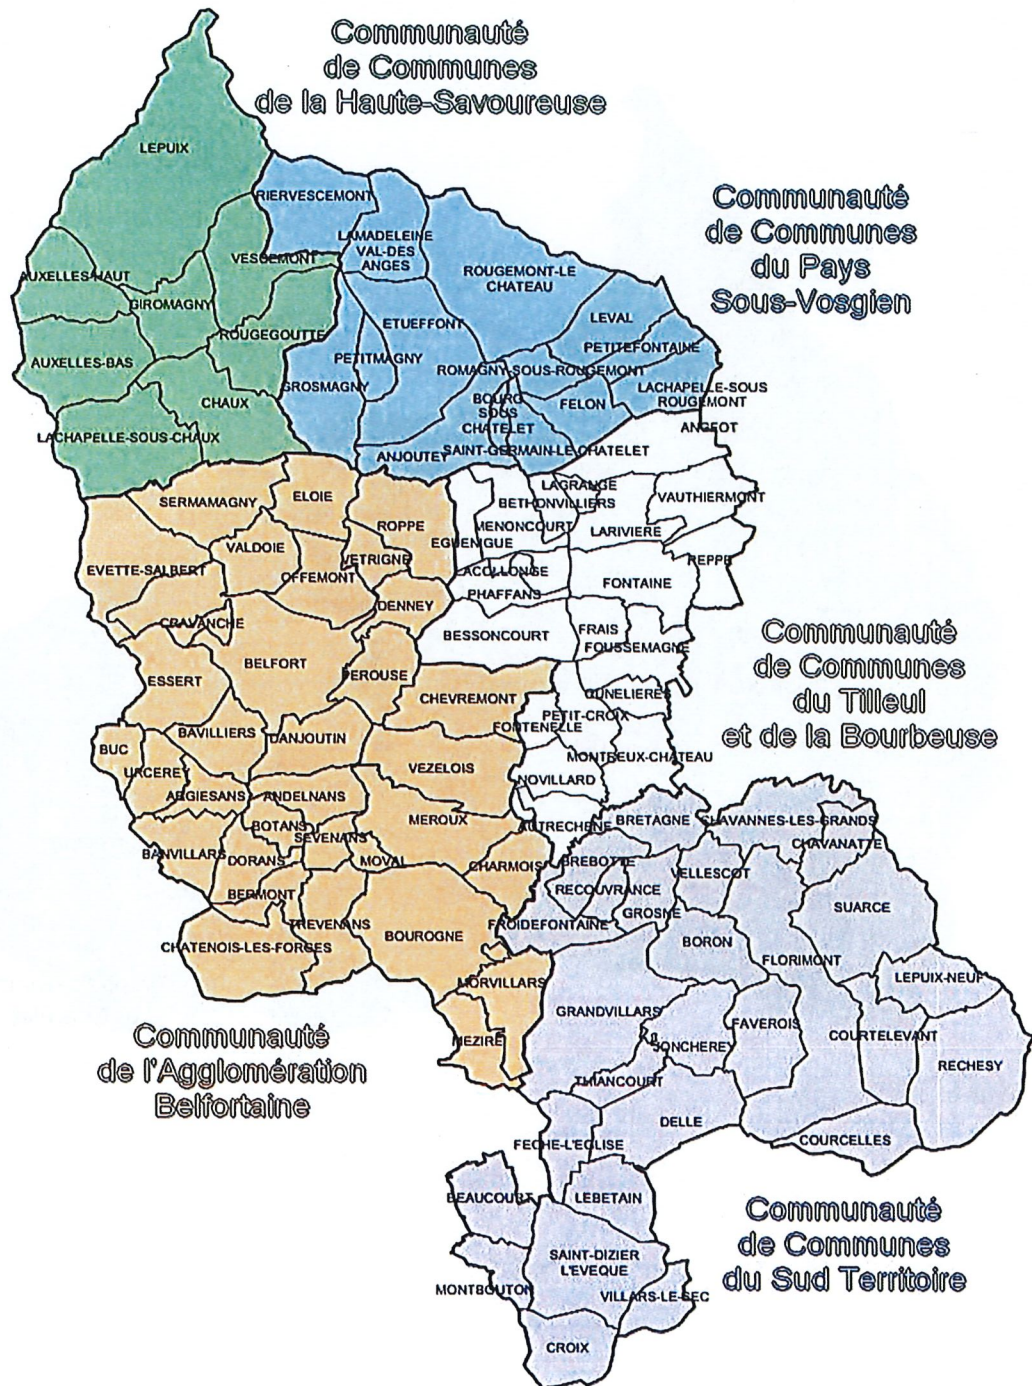 Communauté
de Communes
de la Haute-Savoureuse
LEPUIX
RIERVESCEMONT
Communauté
de Communes
du Pays
Sous-Vosgien
LAMADELEINE
VAL-DES
ANGES
VESCEMONT
AUXELLES-HAUT
ROUGEMONT-LE
CHATEAU
GIROMAGNY
ETUEFFONT
LEVAL
ROUGEGOUTTE
PETITEFONTAINE
AUXELLES-BAS
PETITMAGNY
ROMAGNY-SOUS-ROUGEMONT
GROSMAGNY
LACHAPELLE-SOUS
ROUGEMONT
CHAUX
BOURG
SOUS
CHATELET
FELON
ANGEOT
LACHAPELLE-SOUS-CHAUX
ANJOUTEY
SAINT-GERMAIN-LE-CHATELET
LAGRANGE
SERMAMAGNY
ELOIE
BETHONVILLIERS
VAUTHIERMONT
ROPPE
MENONCOURT
LARIVIERE
EGUENIGUE
VALDOIE
VETRIGNE
REPPE
EVETTE-SALBERT
OFFEMONT
LACOLLONGE
FONTAINE
PHAFFANS
DENNEY
CRAVANCHE
BESSONCOURT
FRAIS
FOUSSEMAGNE
BELFORT
PEROUSE
ESSERT
CHEVREMONT
CUNELIERES
PETIT-CROIX
FONTENELLE
Communauté
de Communes
du Tilleul
et de la Bourbeuse
BAVILLIERS
DANJOUTIN
BUC
MONTREUX-CHATEAU
URCEREY
VEZELOIS
NOVILLARD
ARGIESANS
ANDELNANS
BOTANS
MEROUX
AUTRECHENE
BRETAGNE
CHAVANNES-LES-GRANDS
SEVENANS
CHAVANATTE
BANVILLARS
DORANS
MOVAL
CHARMOIS
BREBOTTE
VELLESCOT
BERMONT
RECOUVRANCE
SUARCE
GROSNE
TREVENANS
FROIDEFONTAINE
BOUROGNE
CHATENOIS-LES-FORGES
BORON
FLORIMONT
LEPUIX-NEUF
MORVILLARS
GRANDVILLARS
FAVEROIS
COURTELEVANT
MEZIRE
JONCHEREY
RECHESY
Communauté
de l'Agglomération
Belfortaine
THIANCOURT
DELLE
COURCELLES
FECHE-L'EGLISE
BEAUCOURT
LEBETAIN
Communauté
de Communes
du Sud Territoire
SAINT-DIZIER
L'EVEQUE
MONTBOUTON
VILLARS-LE-SEC
CROIX